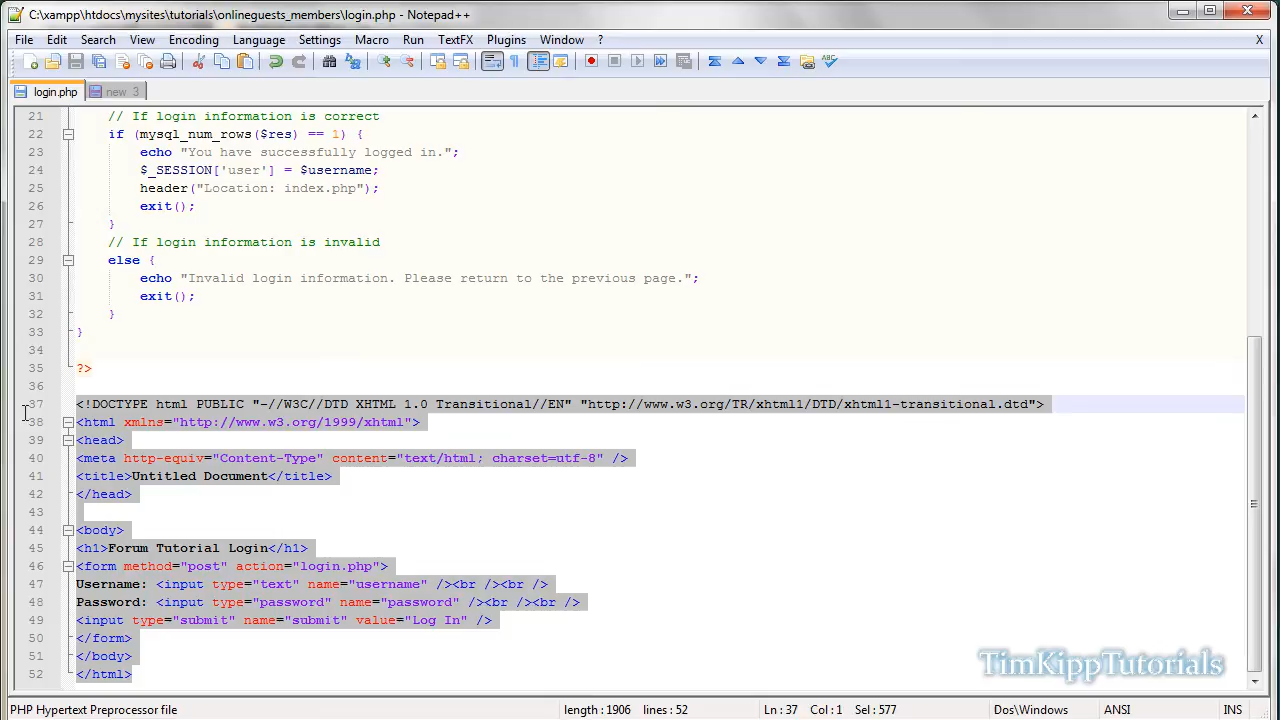 C:\xampp\htdocs\mysites\tutorials\onlineguests_members\login.php - Notepad++
File Edit Search View Encoding Language Settings Macro Run TextFX Plugins Window ? X
login.php new 3
21 // If login information is correct
22 if (mysql_num_rows($res) == 1) {
23 echo "You have successfully logged in.";
24 $_SESSION['user'] = $username;
25 header("Location: index.php");
26 exit();
27 }
28 // If login information is invalid
29 else {
30 echo "Invalid login information. Please return to the previous page.";
31 exit();
32 }
33 }
34
35 ?>
36
37 <!DOCTYPE html PUBLIC "-//W3C//DTD XHTML 1.0 Transitional//EN" "http://www.w3.org/TR/xhtml1/DTD/xhtml1-transitional.dtd">
38 <html xmlns="http://www.w3.org/1999/xhtml">
39 <head>
40 <meta http-equiv="Content-Type" content="text/html; charset=utf-8" />
41 <title>Untitled Document</title>
42 </head>
43
44 <body>
45 <h1>Forum Tutorial Login</h1>
46 <form method="post" action="login.php">
47 Username: <input type="text" name="username" /><br /><br />
48 Password: <input type="password" name="password" /><br /><br />
49 <input type="submit" name="submit" value="Log In" />
50 </form>
51 </body>
52 </html>
TimKippTutorials
PHP Hypertext Preprocessor file length : 1906 lines : 52 Ln : 37 Col : 1 Sel : 577 Dos\Windows ANSI INS